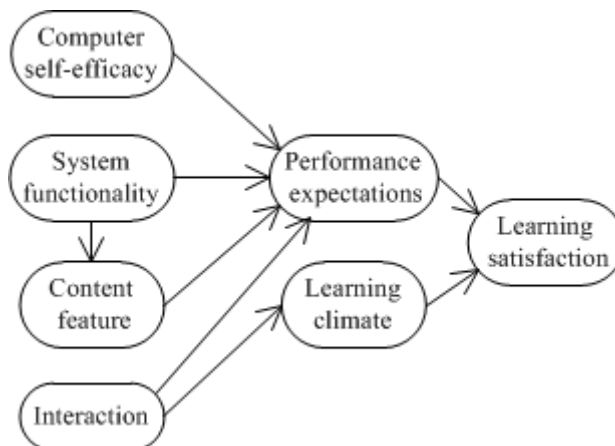 Computer
self-efficacy
System
functionality
Performance
expectations
Learning
satisfaction
Content
feature
Learning
climate
Interaction